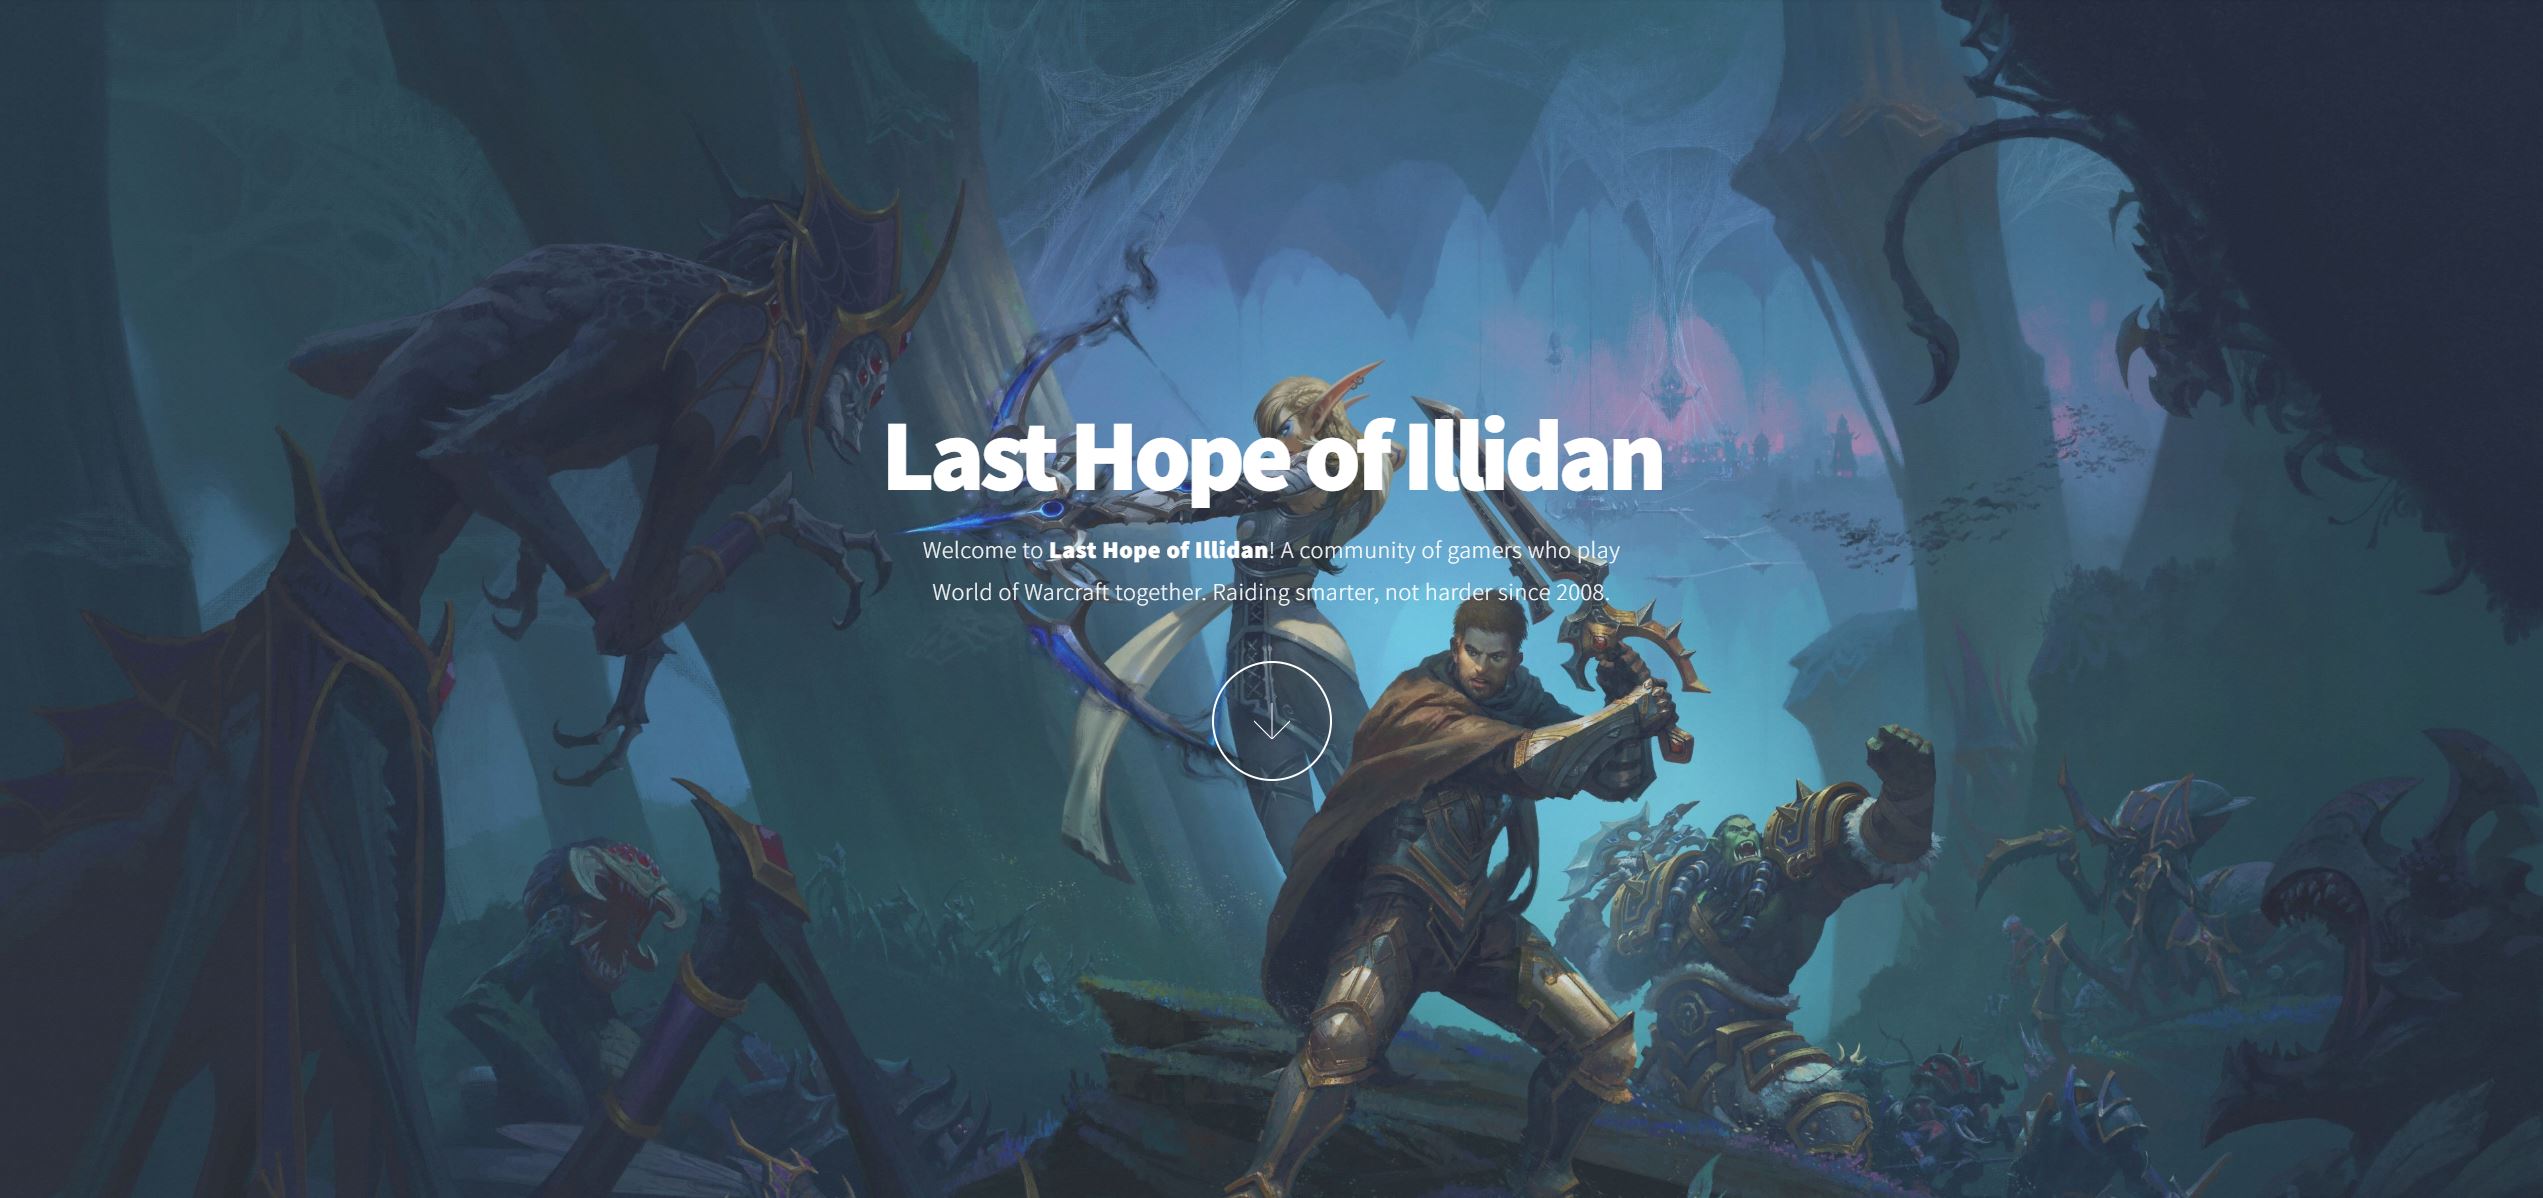 Last Hope of Illidan
Welcome to Last Hope of Illidan! A community of gamers who play
World of Warcraft together. Raiding smarter, not harder since 2008.